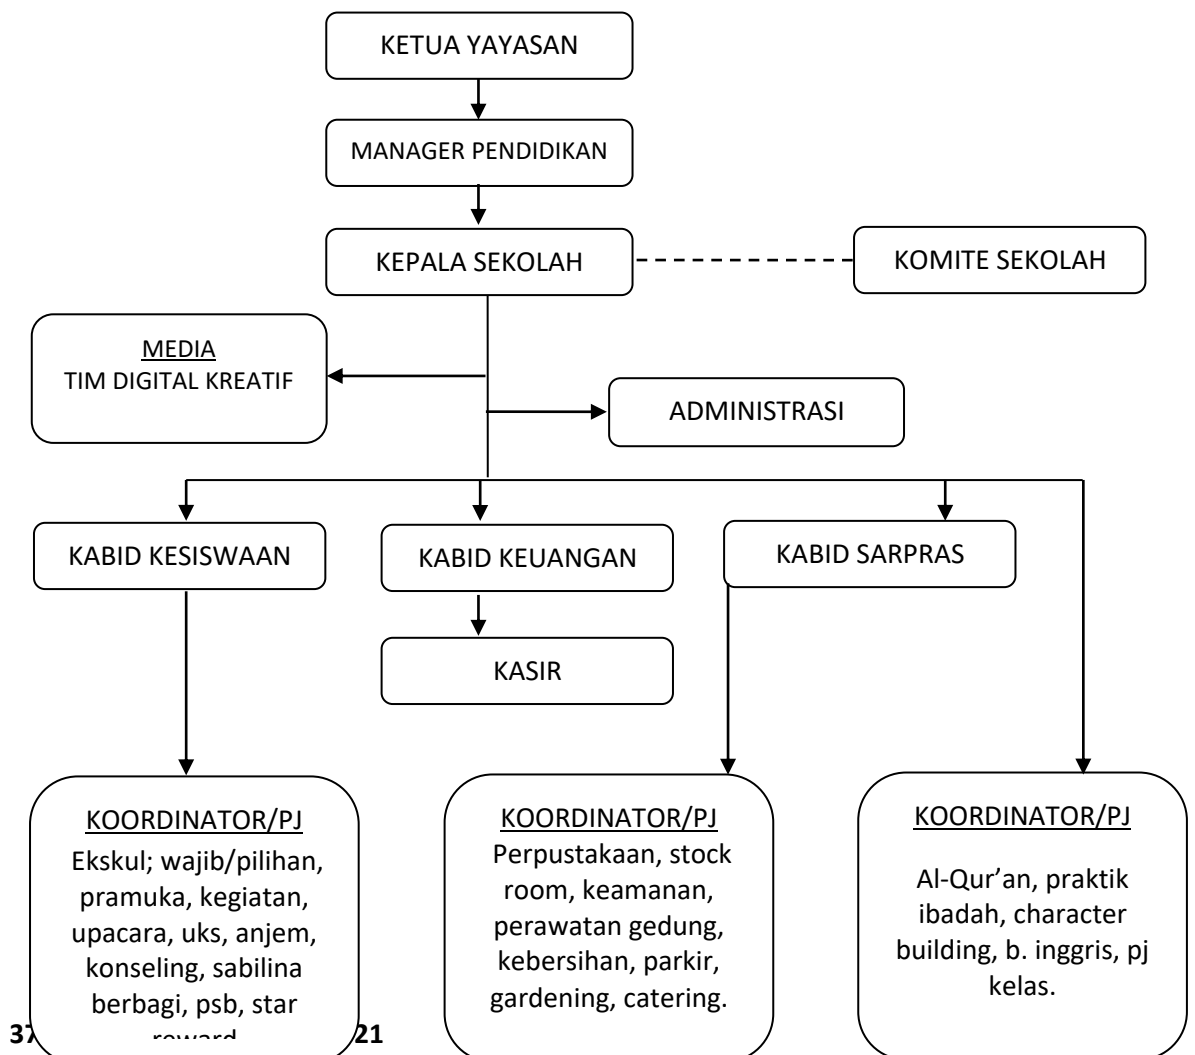 KETUA YAYASAN
MANAGER PENDIDIKAN
KEPALA SEKOLAH
KOMITE SEKOLAH
MEDIA
TIM DIGITAL KREATIF
ADMINISTRASI
KABID KESISWAAN
KABID KEUANGAN
KABID SARPRAS
KASIR
KOORDINATOR/PJ
Ekskul; wajib/pilihan,
pramuka, kegiatan,
upacara, uks, anjem,
konseling, sabilina
berbagi, psb, star
reward
KOORDINATOR/PJ
Perpustakaan, stock
room, keamanan,
perawatan gedung,
kebersihan, parkir,
gardening, catering.
KOORDINATOR/PJ
Al-Qur’an, praktik
ibadah, character
building, b. inggris, pj
kelas.
37
21